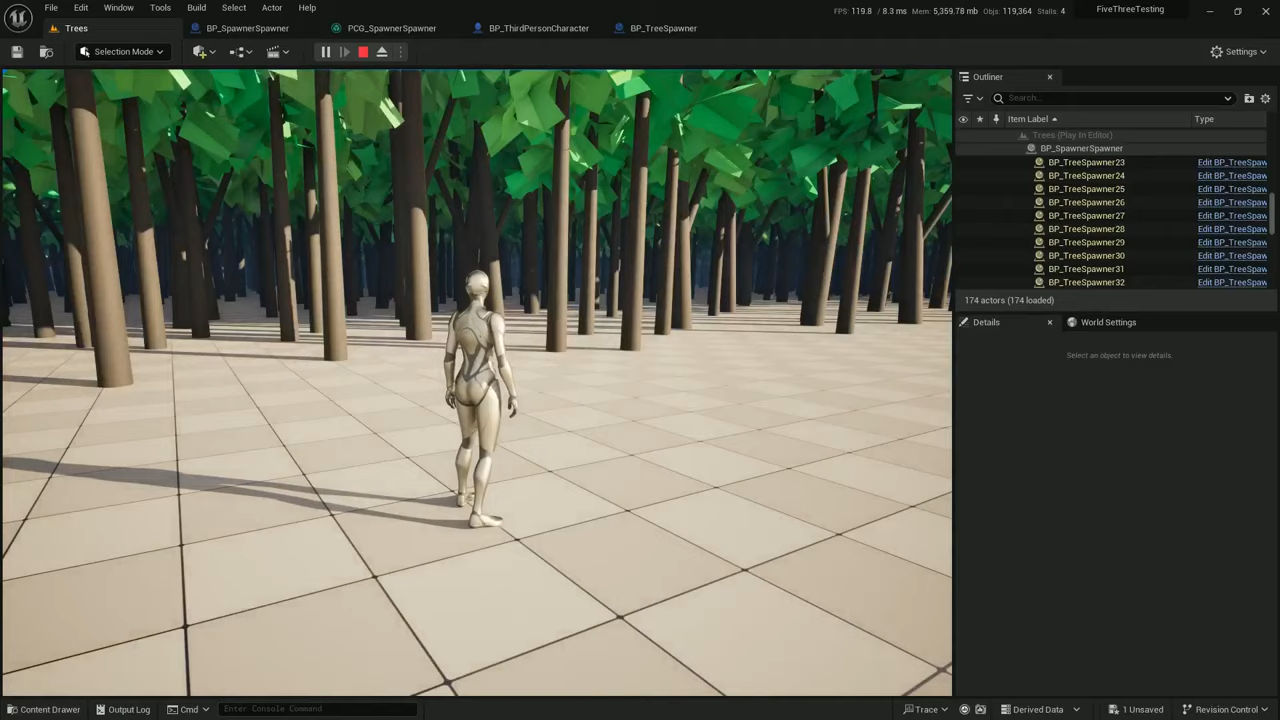 File Edit Window Tools Build Select Actor Help
FPS: 119.8 / 8.3 ms Mem: 5,359.78 mb Objs: 119,364 Stalls: 4
FiveThreeTesting
Trees
BP_SpawnerSpawner
PCG_SpawnerSpawner
BP_ThirdPersonCharacter
BP_TreeSpawner
Selection Mode
Settings
Outliner
Search...
Item Label Type
Trees (Play In Editor)
BP_SpawnerSpawner
BP_TreeSpawner23 Edit BP_TreeSpaw
BP_TreeSpawner24 Edit BP_TreeSpaw
BP_TreeSpawner25 Edit BP_TreeSpaw
BP_TreeSpawner26 Edit BP_TreeSpaw
BP_TreeSpawner27 Edit BP_TreeSpaw
BP_TreeSpawner28 Edit BP_TreeSpaw
BP_TreeSpawner29 Edit BP_TreeSpaw
BP_TreeSpawner30 Edit BP_TreeSpaw
BP_TreeSpawner31 Edit BP_TreeSpaw
BP_TreeSpawner32 Edit BP_TreeSpaw
174 actors (174 loaded)
Details
World Settings
Select an object to view details.
Content Drawer
Output Log
Cmd
Enter Console Command
Trace
Derived Data
1 Unsaved
Revision Control